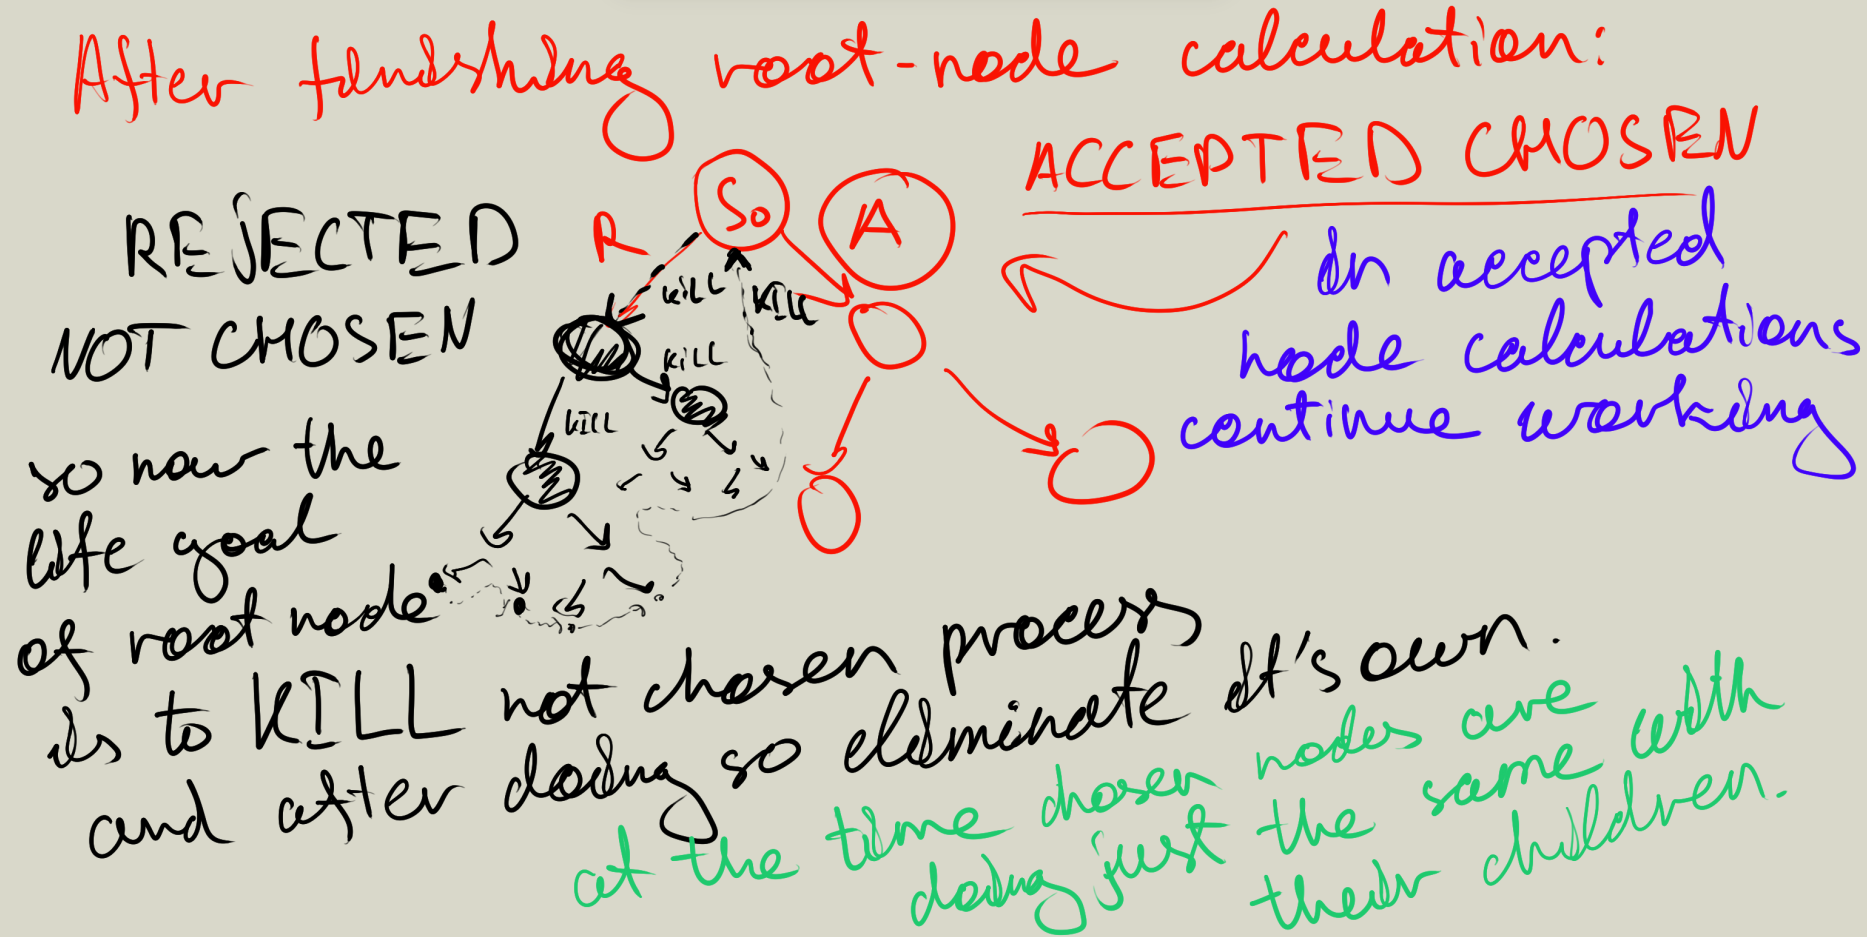 After finishing root-node calculation:
ACCEPTED CHOSEN
REJECTED
NOT CHOSEN
R
So
A
kill
KILL
kill
kill
in accepted
node calculations
continue working
so now the
life goal
of root node
is to KILL not chosen process
and after doing so eliminate it's own.
at the time chosen nodes are
doing just the same with
their children.